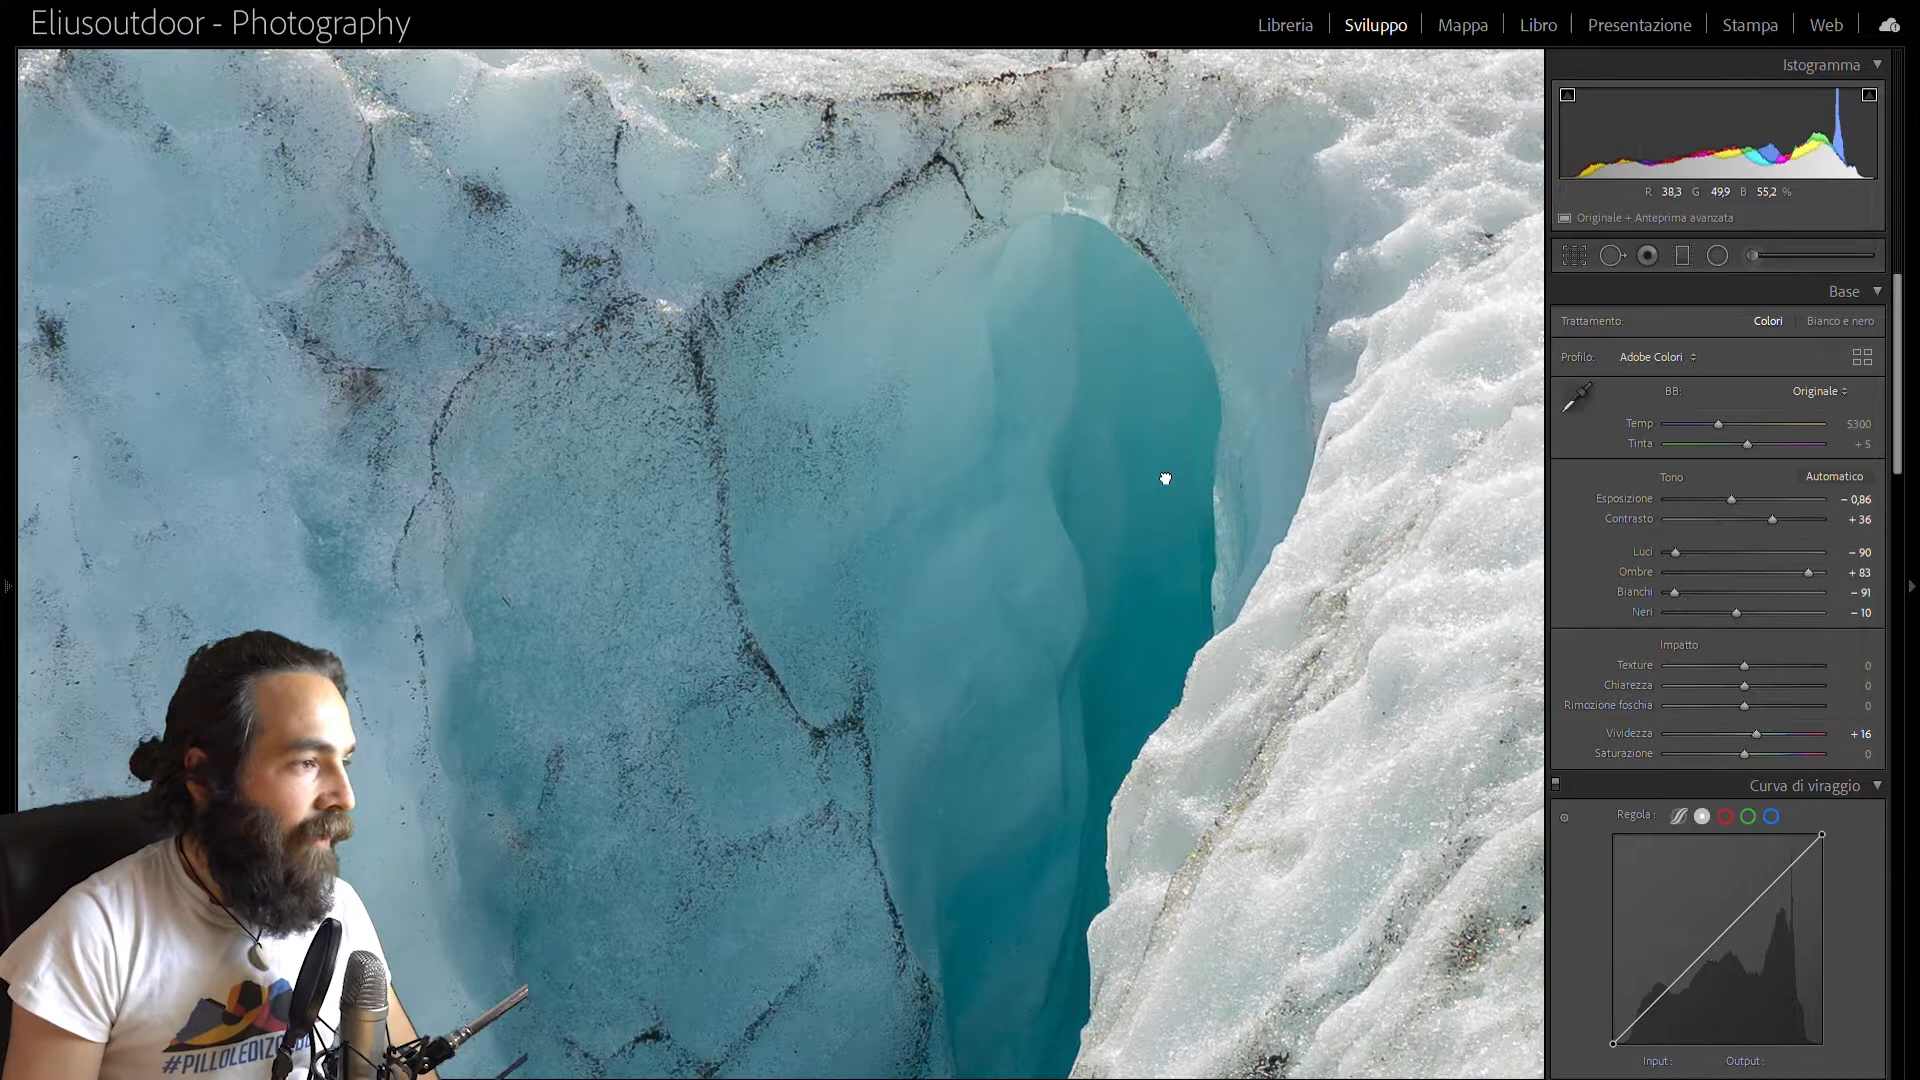 Eliusoutdoor - Photography
Libreria
Sviluppo
Mappa
Libro
Presentazione
Stampa
Web
Istogramma
R 38,3 G 49,9 B 55,2 %
Originale + Anteprima avanzata
Base
Trattamento: Colori Bianco e nero
Profilo: Adobe Colori
BB: Originale
Temp 5300
Tinta + 5
Tono Automatico
Esposizione − 0,86
Contrasto + 36
Luci − 90
Ombre + 83
Bianchi − 91
Neri − 10
Impatto
Texture 0
Chiarezza 0
Rimozione foschia 0
Vividezza + 16
Saturazione 0
Curva di viraggio
Regola :
Input : Output :